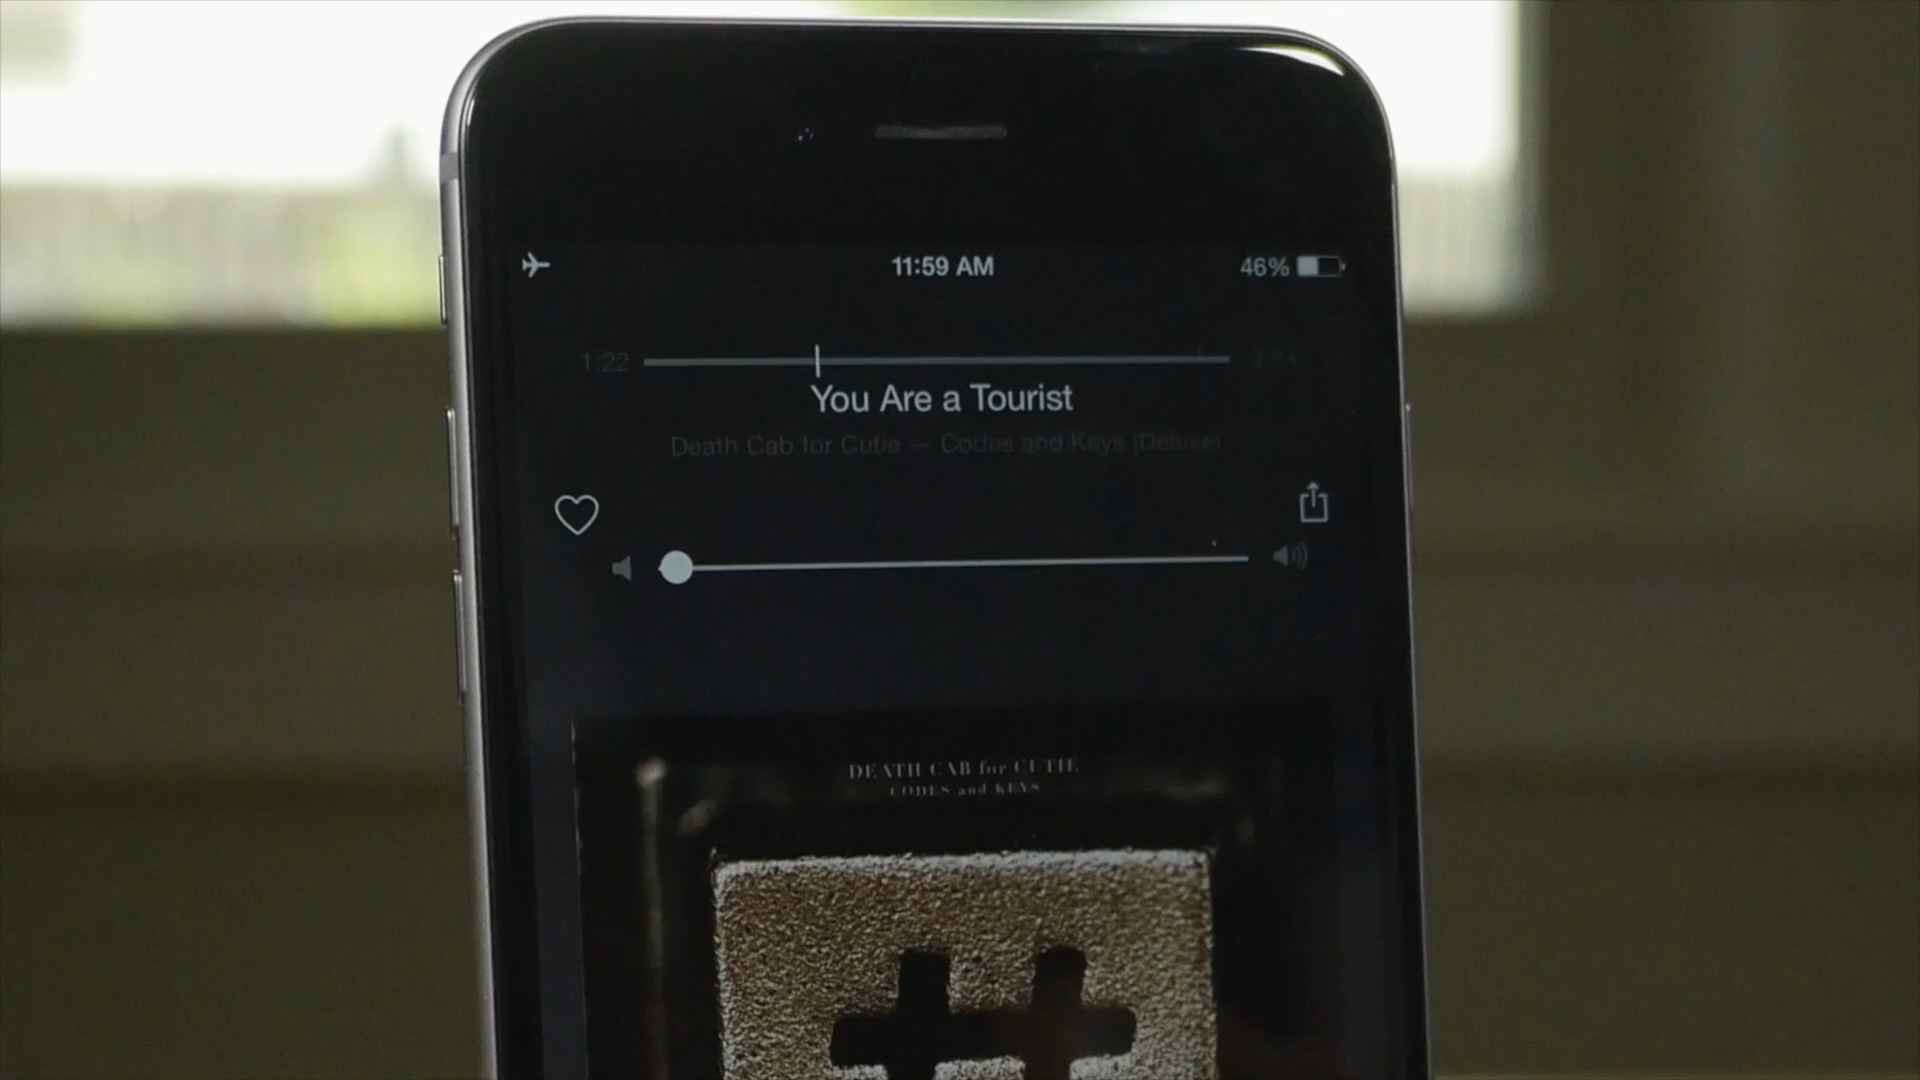 11:59 AM
46%
1:22
You Are a Tourist
Death Cab for Cutie — Codes and Keys (Deluxe)
DEATH CAB for CUTIE
CODES and KEYS